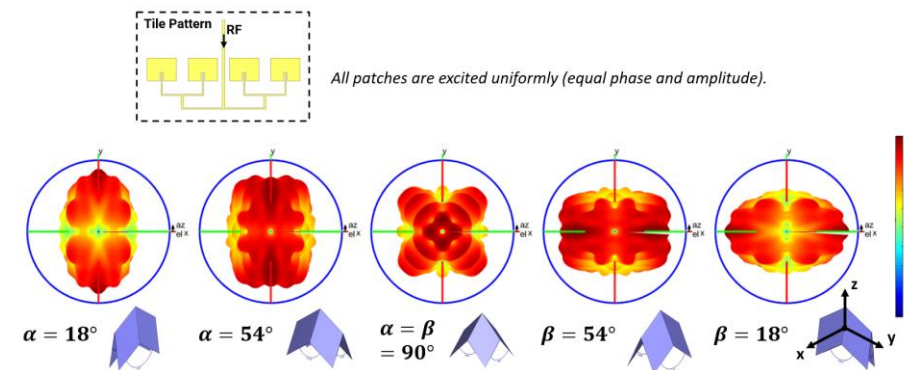 Tile Pattern
RF
All patches are excited uniformly (equal phase and amplitude).
y
y
y
y
y
az
el x
az
el x
az
el x
az
el x
az
el x
α = 18°
α = 54°
α = β
= 90°
β = 54°
β = 18°
z
x
y